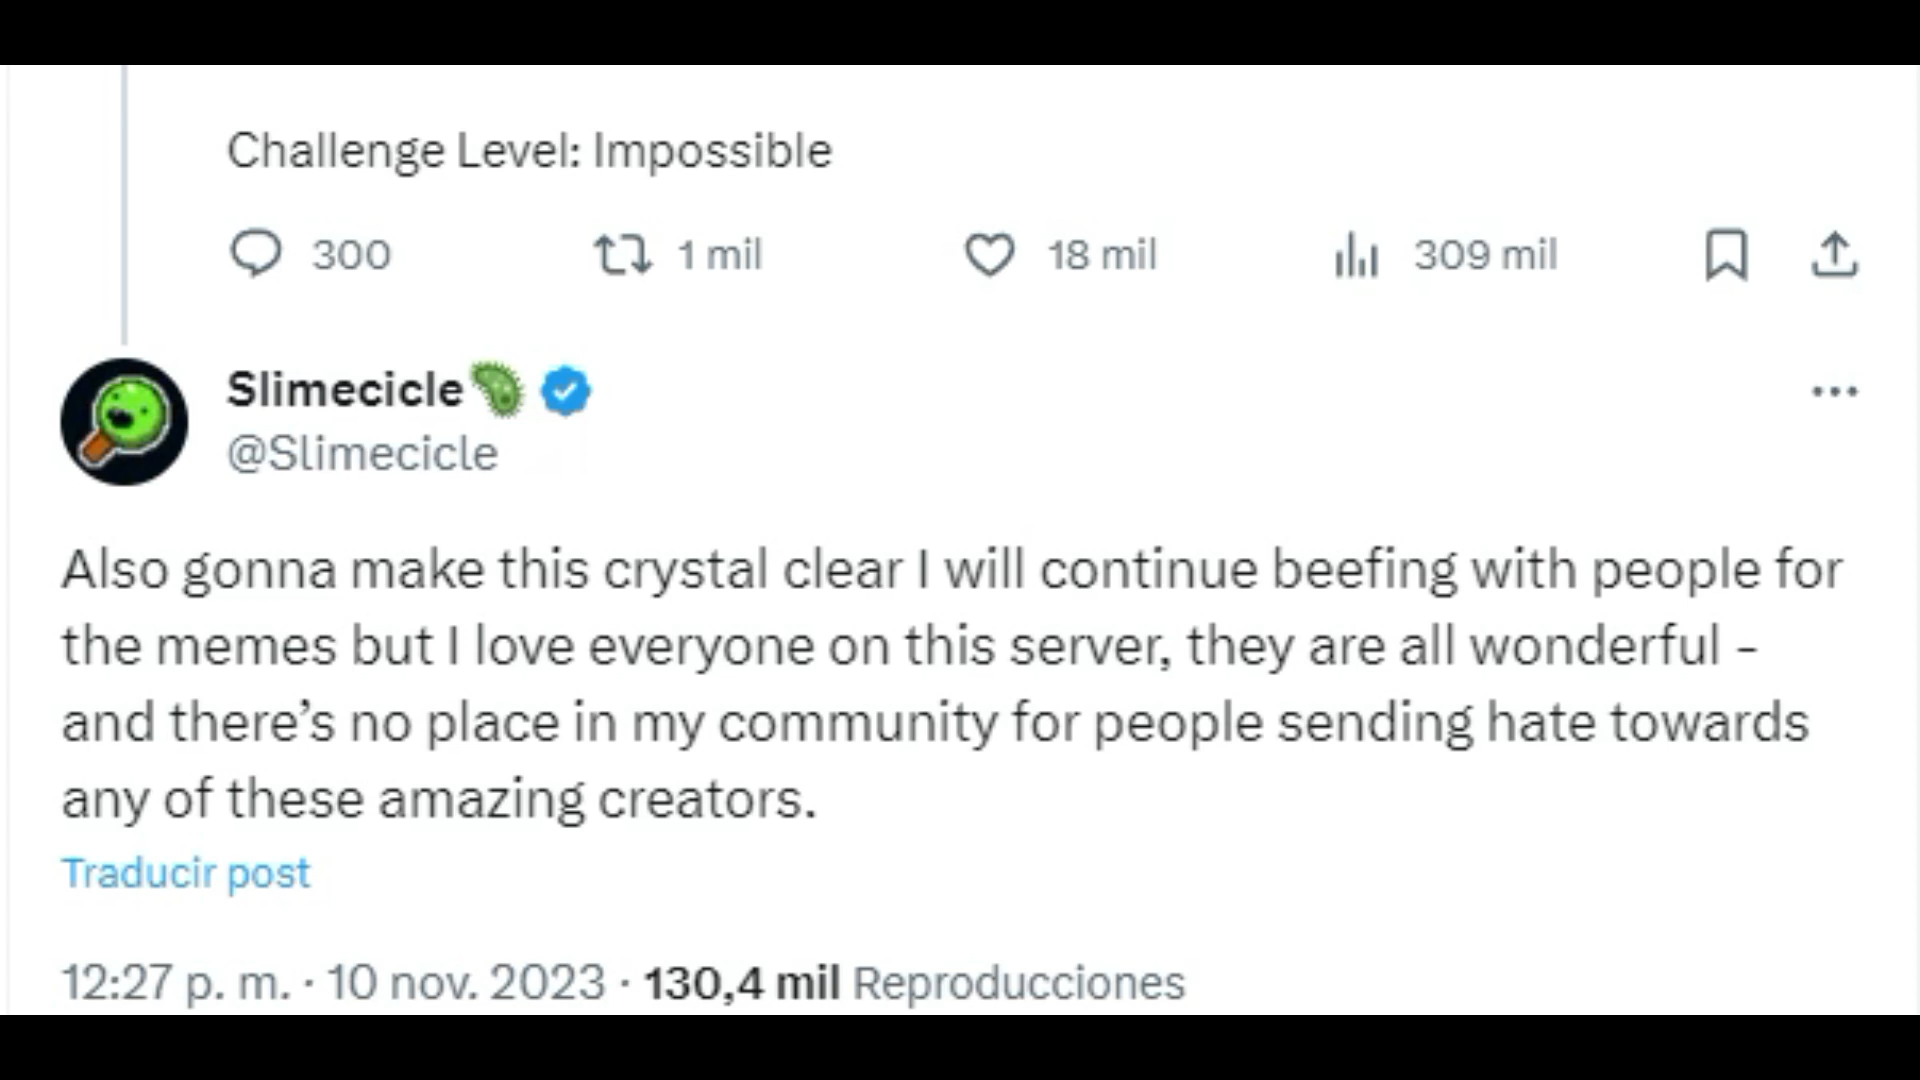 Challenge Level: Impossible
300 1 mil 18 mil 309 mil
Slimecicle
@Slimecicle
Also gonna make this crystal clear I will continue beefing with people for
the memes but I love everyone on this server, they are all wonderful -
and there’s no place in my community for people sending hate towards
any of these amazing creators.
Traducir post
12:27 p. m. · 10 nov. 2023 · 130,4 mil Reproducciones